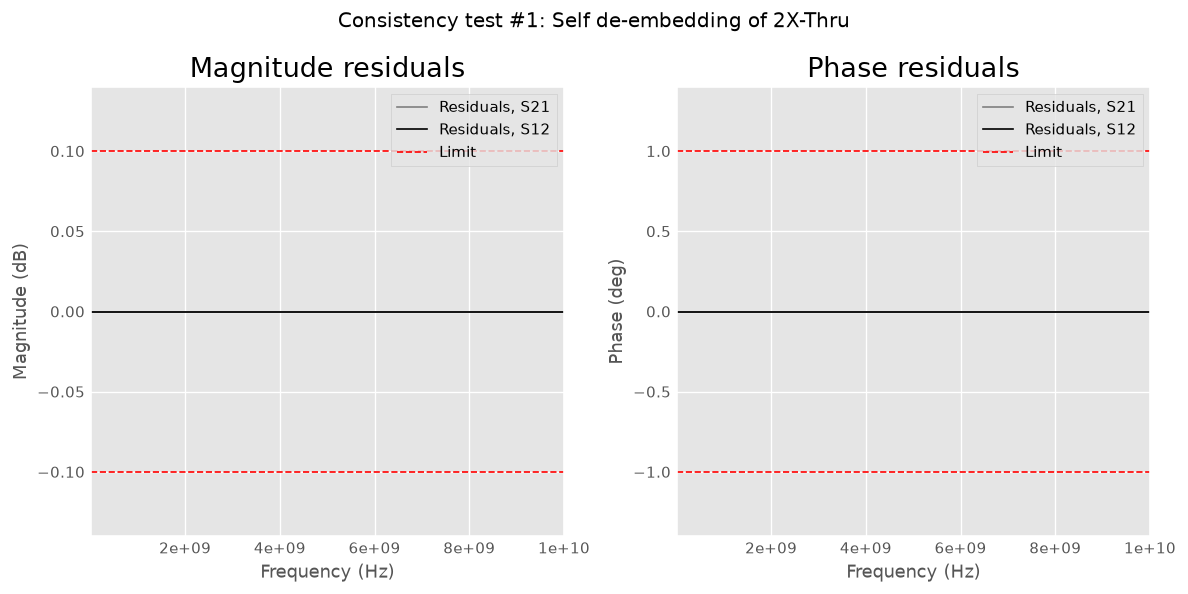 Consistency test #1: Self de-embedding of 2X-Thru
Magnitude residuals
Residuals, S21
Residuals, S12
Limit
0.10
0.05
0.00
−0.05
−0.10
Magnitude (dB)
2e+09 4e+09 6e+09 8e+09 1e+10
Frequency (Hz)
Phase residuals
Residuals, S21
Residuals, S12
Limit
1.0
0.5
0.0
−0.5
−1.0
Phase (deg)
2e+09 4e+09 6e+09 8e+09 1e+10
Frequency (Hz)